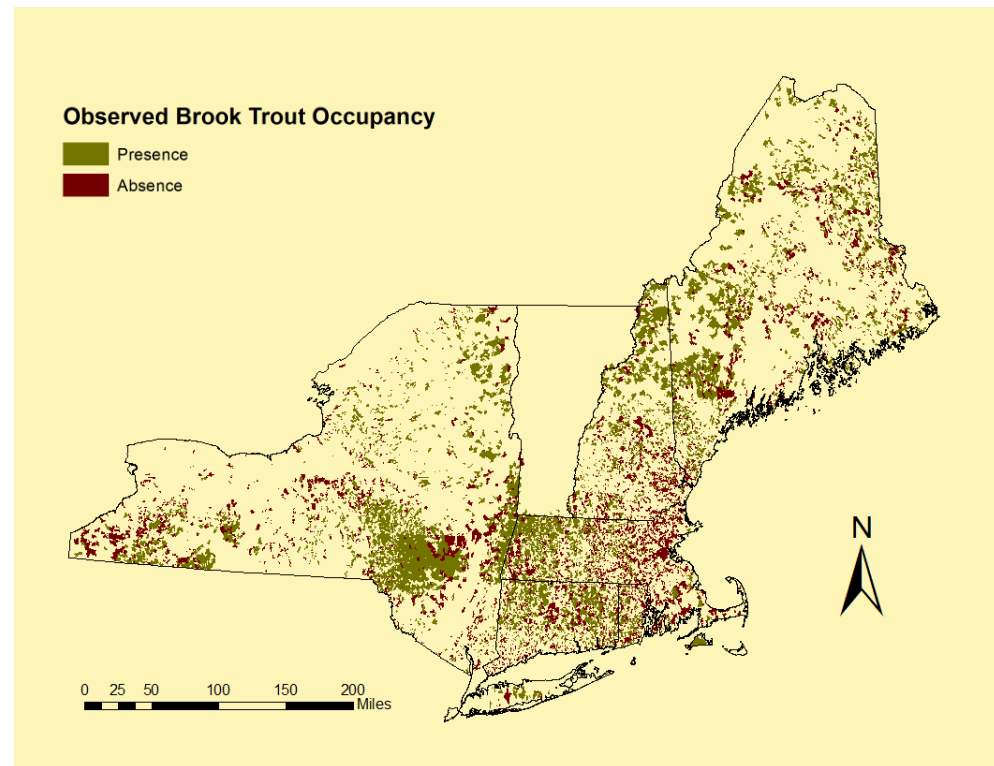 Observed Brook Trout Occupancy
Presence
Absence
N
0 25 50 100 150 200
Miles